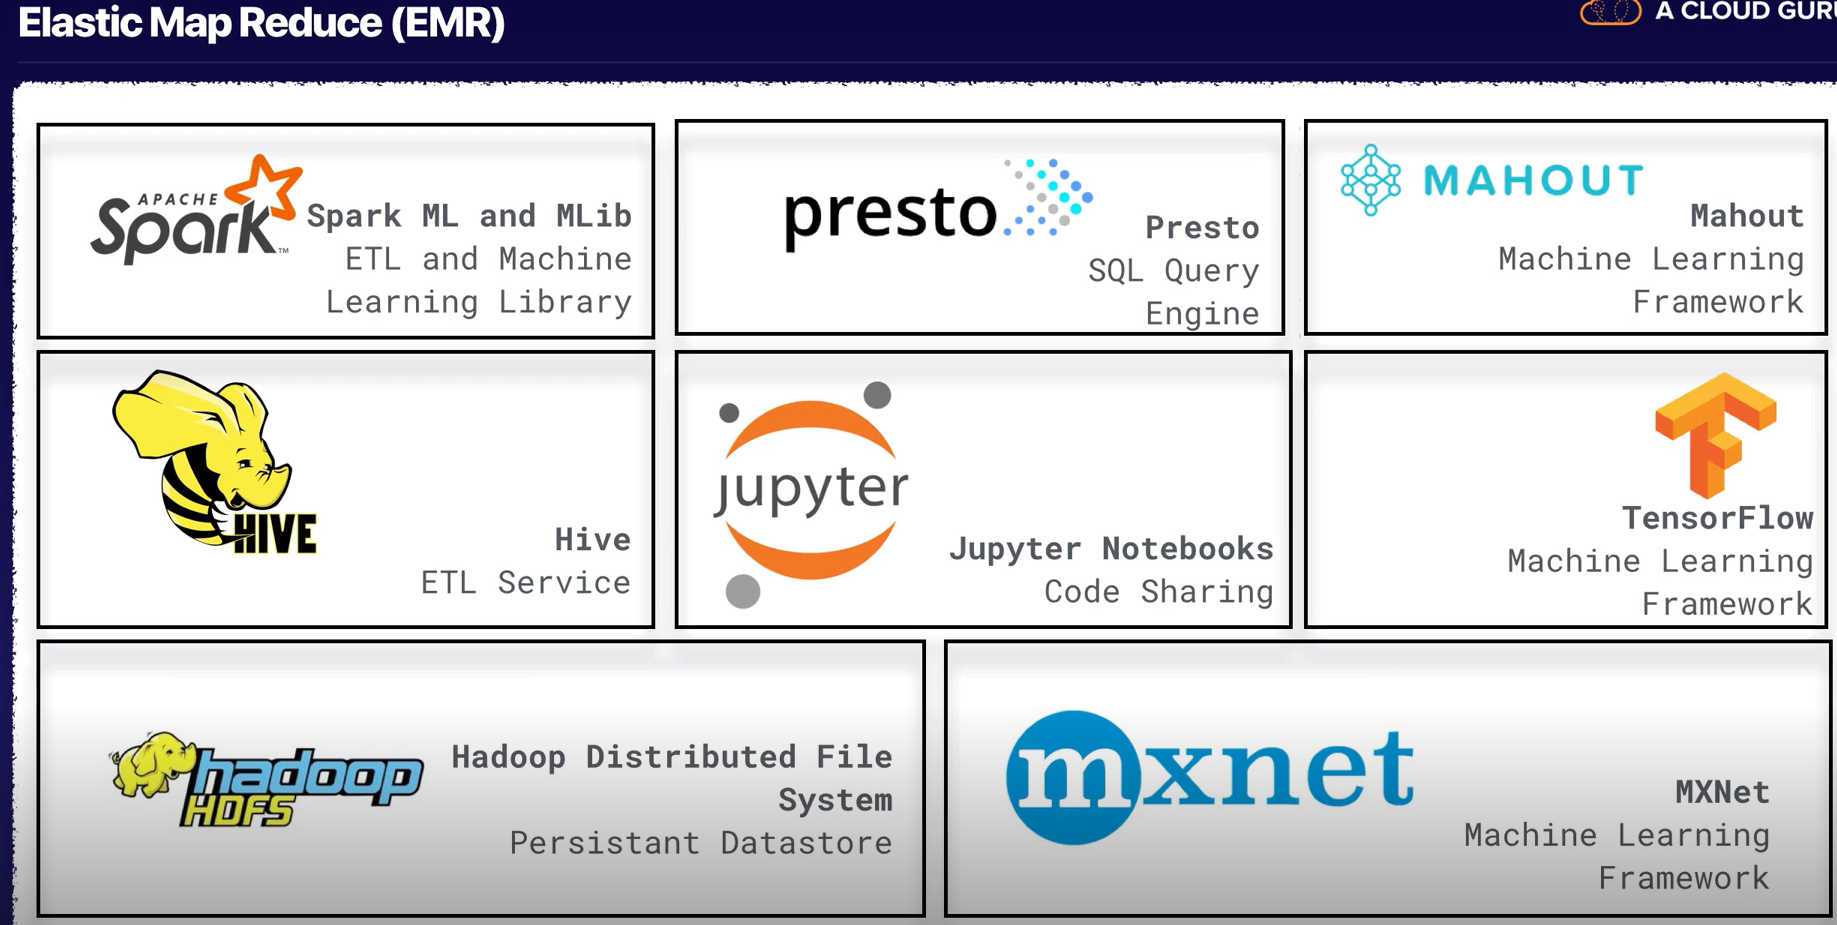 Elastic Map Reduce (EMR)
A CLOUD GUR
APACHE
Spark™
Spark ML and MLib
ETL and Machine
Learning Library
presto
Presto
SQL Query
Engine
MAHOUT
Mahout
Machine Learning
Framework
HIVE
Hive
ETL Service
jupyter
Jupyter Notebooks
Code Sharing
TensorFlow
Machine Learning
Framework
hadoop
HDFS
Hadoop Distributed File
System
Persistant Datastore
mxnet
MXNet
Machine Learning
Framework